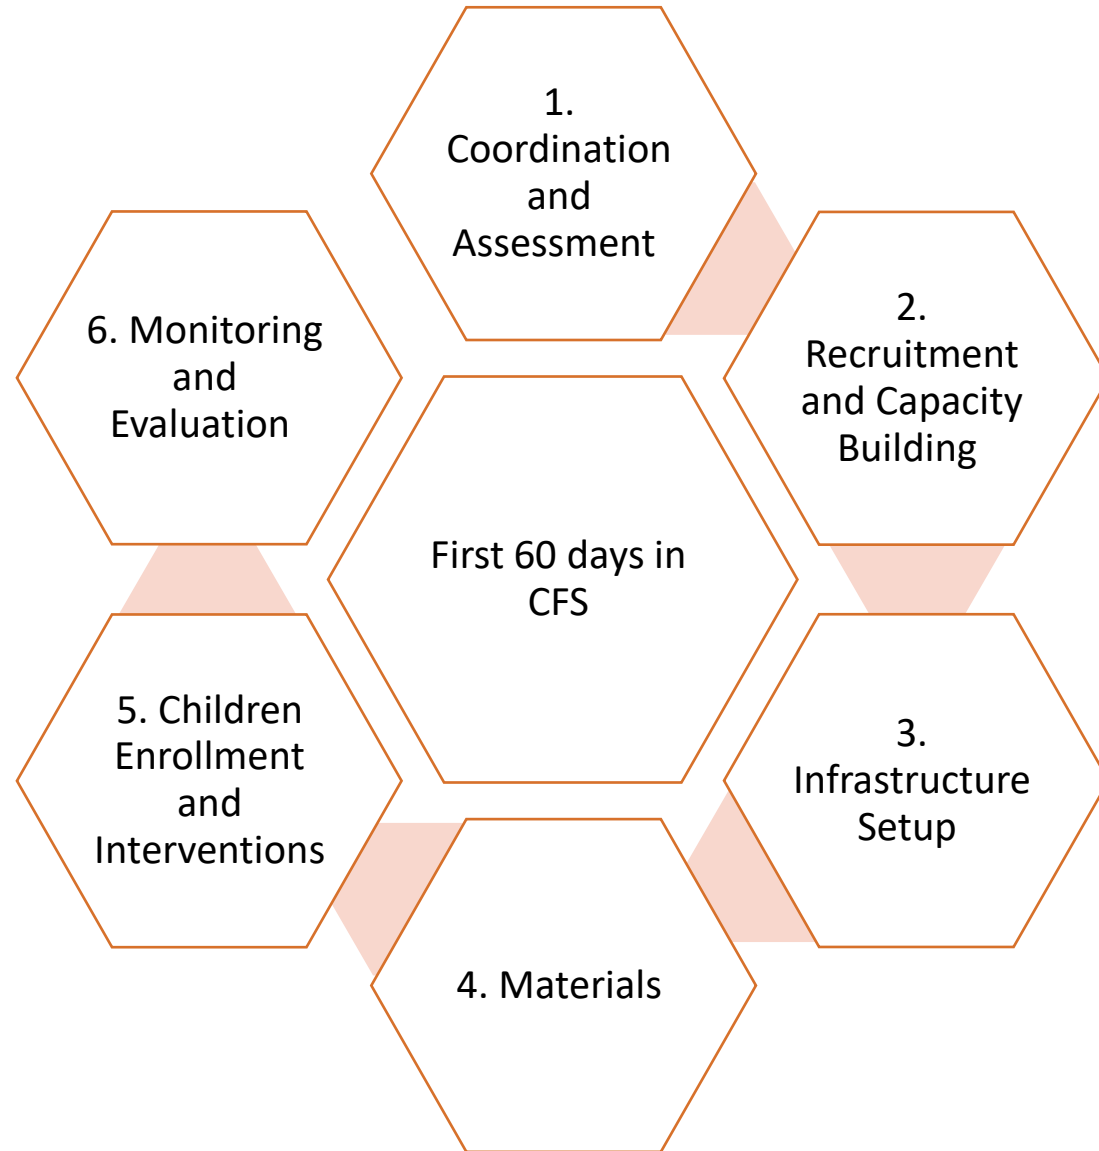 1.
Coordination
and
Assessment
2.
Recruitment
and Capacity
Building
3.
Infrastructure
Setup
4. Materials
5. Children
Enrollment
and
Interventions
6. Monitoring
and
Evaluation
First 60 days in
CFS